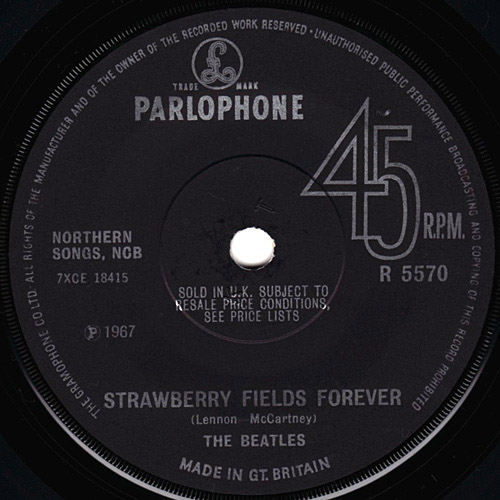 THE GRAMOPHONE CO LTD. ALL RIGHTS OF THE MANUFACTURER AND OF THE OWNER OF THE RECORDED WORK RESERVED · UNAUTHORISED PUBLIC PERFORMANCE BROADCASTING AND COPYING OF THIS RECORD PROHIBITED ·
£
TRADE MARK
PARLOPHONE
45
R.P.M.
NORTHERN
SONGS, NCB
7XCE 18415
R 5570
SOLD IN U.K. SUBJECT TO
RESALE PRICE CONDITIONS,
SEE PRICE LISTS
℗ 1967
STRAWBERRY FIELDS FOREVER
(Lennon—McCartney)
THE BEATLES
MADE IN GT. BRITAIN